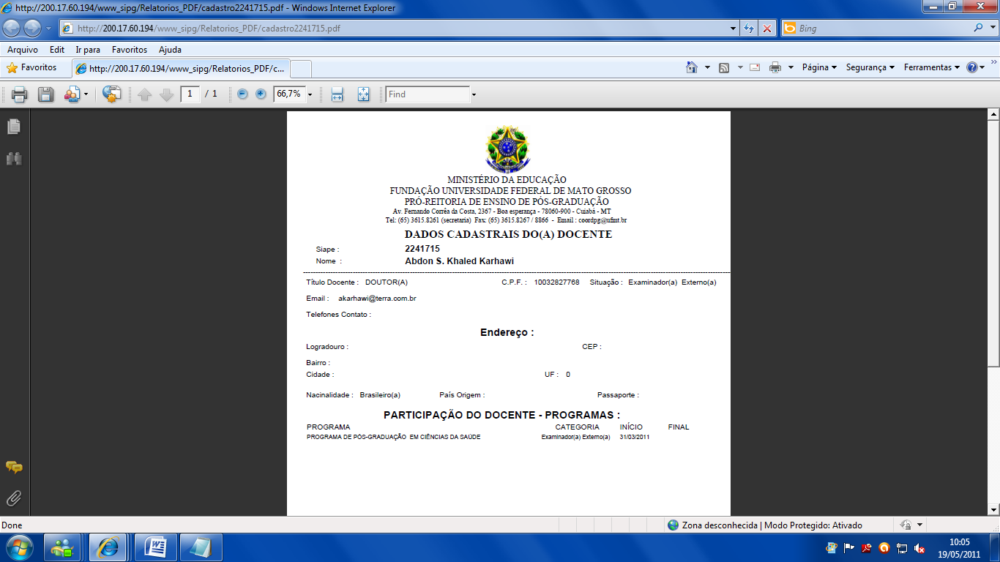 http://200.17.60.194/www_sipg/Relatorios_PDF/cadastro2241715.pdf - Windows Internet Explorer
http://200.17.60.194/www_sipg/Relatorios_PDF/cadastro2241715.pdf
Bing
Arquivo Edit Ir para Favoritos Ajuda
Favoritos http://200.17.60.194/www_sipg/Relatorios_PDF/c... Página Segurança Ferramentas
1 / 1 66,7% Find
MINISTÉRIO DA EDUCAÇÃO
FUNDAÇÃO UNIVERSIDADE FEDERAL DE MATO GROSSO
PRÓ-REITORIA DE ENSINO DE PÓS-GRADUAÇÃO
Av. Fernando Corrêa da Costa, 2367 - Boa esperança - 78060-900 - Cuiabá - MT
Tel: (65) 3615.8261 (secretaria) Fax: (65) 3615.8267 / 8866 - Email : coordpg@ufmt.br
DADOS CADASTRAIS DO(A) DOCENTE
Siape : 2241715
Nome : Abdon S. Khaled Karhawi
Título Docente : DOUTOR(A) C.P.F. : 10032827768 Situação : Examinador(a) Externo(a)
Email : akarhawi@terra.com.br
Telefones Contato :
Endereço :
Logradouro : CEP :
Bairro :
Cidade : UF : 0
Nacinalidade : Brasileiro(a) País Origem : Passaporte :
PARTICIPAÇÃO DO DOCENTE - PROGRAMAS :
PROGRAMA CATEGORIA INÍCIO FINAL
PROGRAMA DE PÓS-GRADUAÇÃO EM CIÊNCIAS DA SAÚDE Examinador(a) Externo(a) 31/03/2011
Done Zona desconhecida | Modo Protegido: Ativado
10:05
19/05/2011